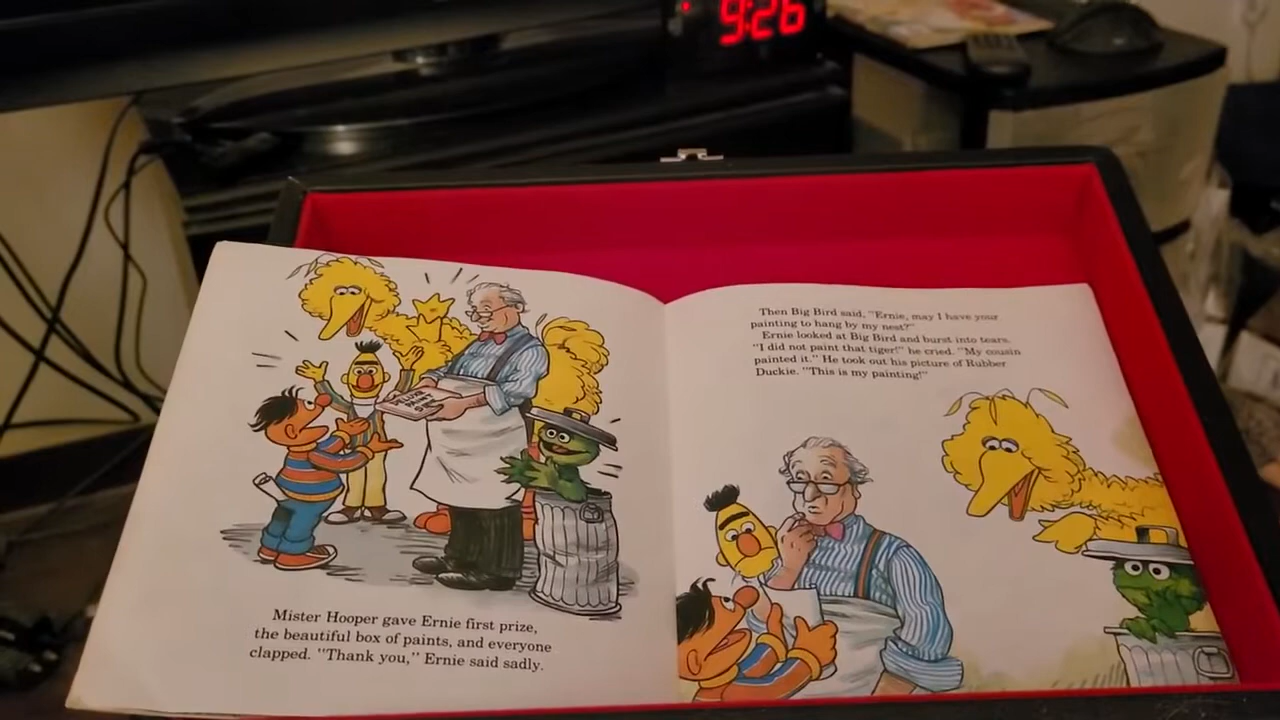 9:26
Mister Hooper gave Ernie first prize,
the beautiful box of paints, and everyone
clapped. "Thank you," Ernie said sadly.
Then Big Bird said, "Ernie, may I have your
painting to hang by my nest?"
Ernie looked at Big Bird and burst into tears.
"I did not paint that tiger!" he cried. "My cousin
painted it." He took out his picture of Rubber
Duckie. "This is my painting!"